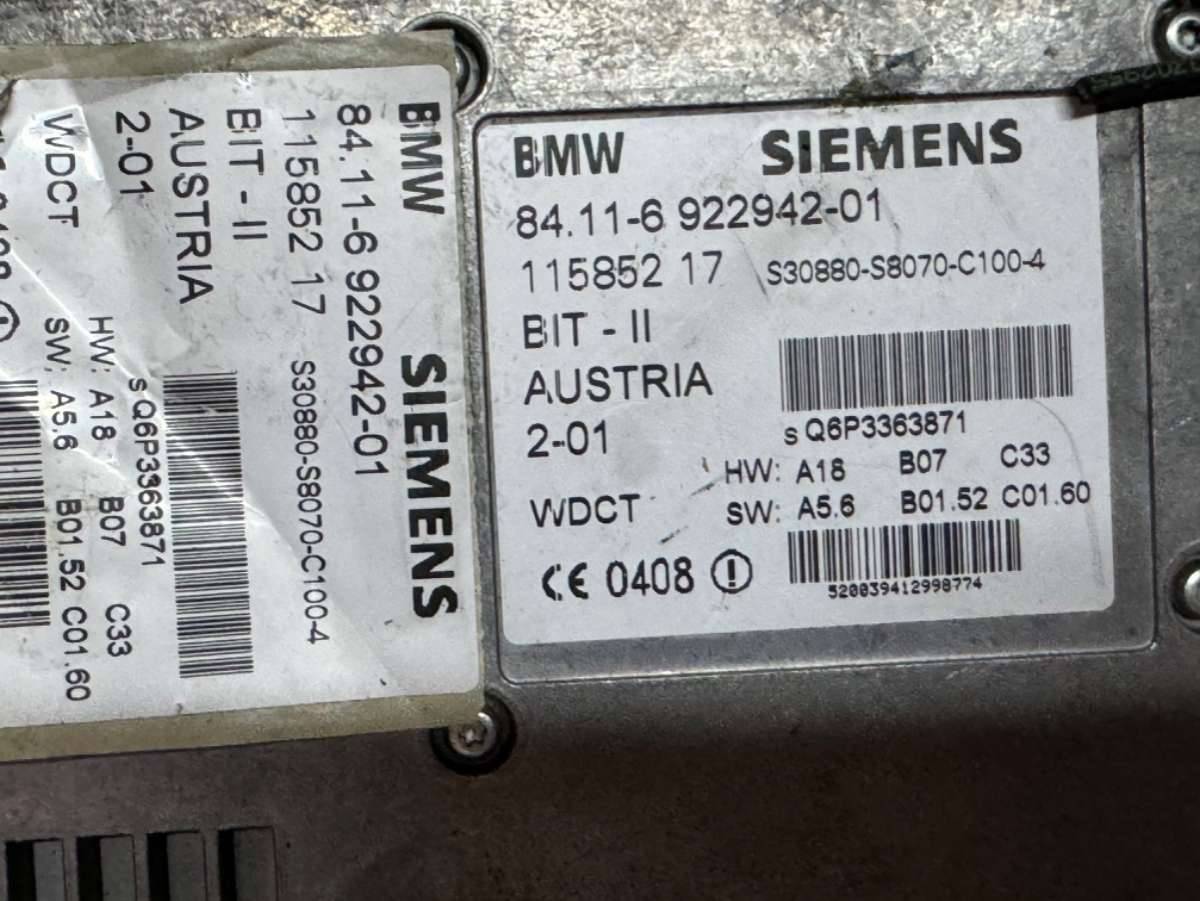 BMW SIEMENS
84.11-6 922942-01
115852 17 S30880-S8070-C100-4
BIT - II
AUSTRIA
2-01
s Q6P3363871
WDCT
HW: A18 B07 C33
SW: A5.6 B01.52 C01.60
BMW SIEMENS
84.11-6 922942-01
115852 17 S30880-S8070-C100-4
BIT - II
AUSTRIA
2-01
s Q6P3363871
HW: A18 B07 C33
WDCT SW: A5.6 B01.52 C01.60
CE 0408
520039412998774